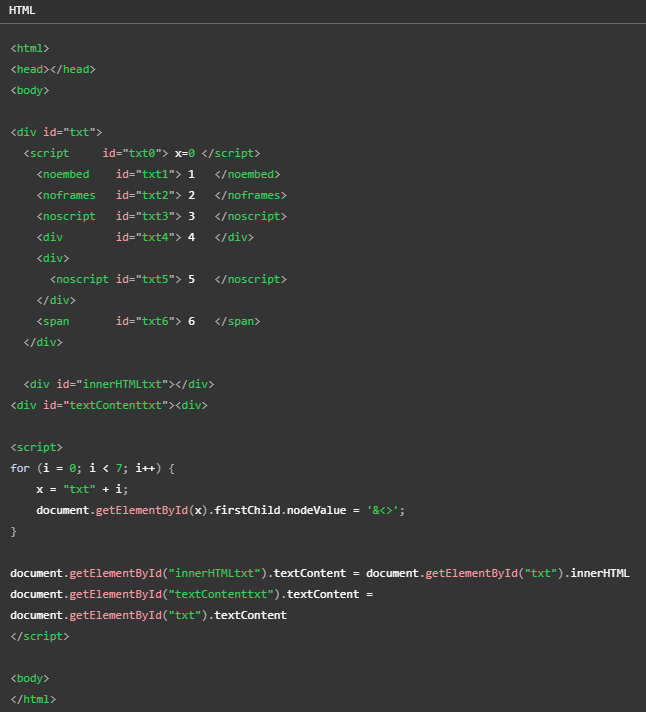 HTML
<html>
<head></head>
<body>
<div id="txt">
<script     id="txt0"> x=0 </script>
<noembed    id="txt1"> 1   </noembed>
<noframes   id="txt2"> 2   </noframes>
<noscript   id="txt3"> 3   </noscript>
<div        id="txt4"> 4   </div>
<div>
<noscript id="txt5"> 5   </noscript>
</div>
<span       id="txt6"> 6   </span>
</div>
<div id="innerHTMLtxt"></div>
<div id="textContenttxt"><div>
<script>
for (i = 0; i < 7; i++) {
x = "txt" + i;
document.getElementById(x).firstChild.nodeValue = '&<>';
}
document.getElementById("innerHTMLtxt").textContent = document.getElementById("txt").innerHTML
document.getElementById("textContenttxt").textContent =
document.getElementById("txt").textContent
</script>
<body>
</html>